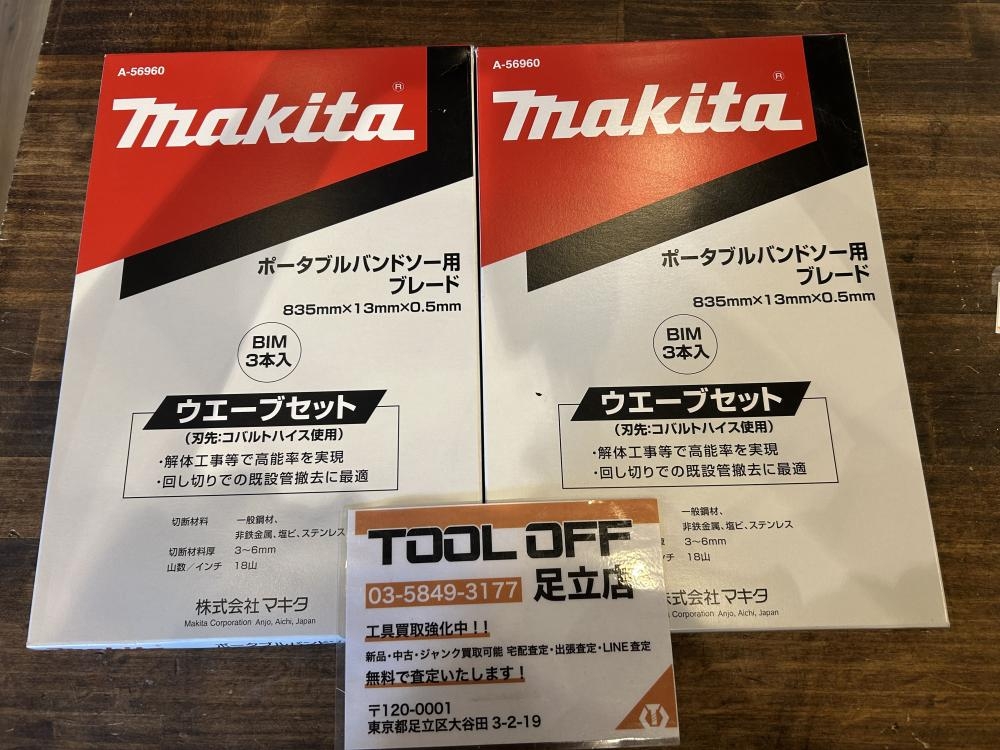 A-56960
makita®
ポータブルバンドソー用
ブレード
835mm×13mm×0.5mm
BIM
3本入
ウエーブセット
(刃先:コバルトハイス使用)
・解体工事等で高能率を実現
・回し切りでの既設管撤去に最適
切断材料 一般鋼材、
非鉄金属、塩ビ、ステンレス
切断材料厚 3~6mm
山数/インチ 18山
株式会社マキタ
Makita Corporation Anjo, Aichi, Japan
A-56960
makita®
ポータブルバンドソー用
ブレード
835mm×13mm×0.5mm
BIM
3本入
ウエーブセット
(刃先:コバルトハイス使用)
・解体工事等で高能率を実現
・回し切りでの既設管撤去に最適
一般鋼材、
非鉄金属、塩ビ、ステンレス
3~6mm
ンチ 18山
式会社マキタ
Corporation Anjo, Aichi, Japan
TOOL OFF
03-5849-3177 足立店
工具買取強化中!!
新品・中古・ジャンク買取可能 宅配査定・出張査定・LINE査定
無料で査定いたします!
〒120-0001
東京都足立区大谷田 3-2-19